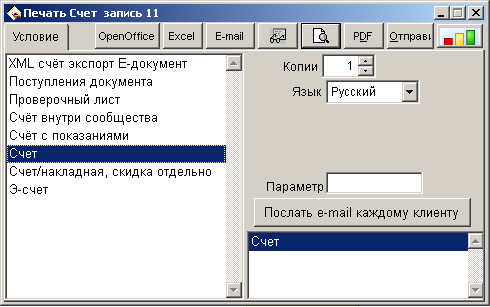 Печать Счет запись 11
Условие
OpenOffice
Excel
E-mail
PDF
Отправи
XML счёт экспорт Е-документ
Поступления документа
Проверочный лист
Счёт внутри сообщества
Счёт с показаниями
Счет
Счет/накладная, скидка отдельно
Э-счет
Копии 1
Язык Русский
Параметр
Послать e-mail каждому клиенту
Счет